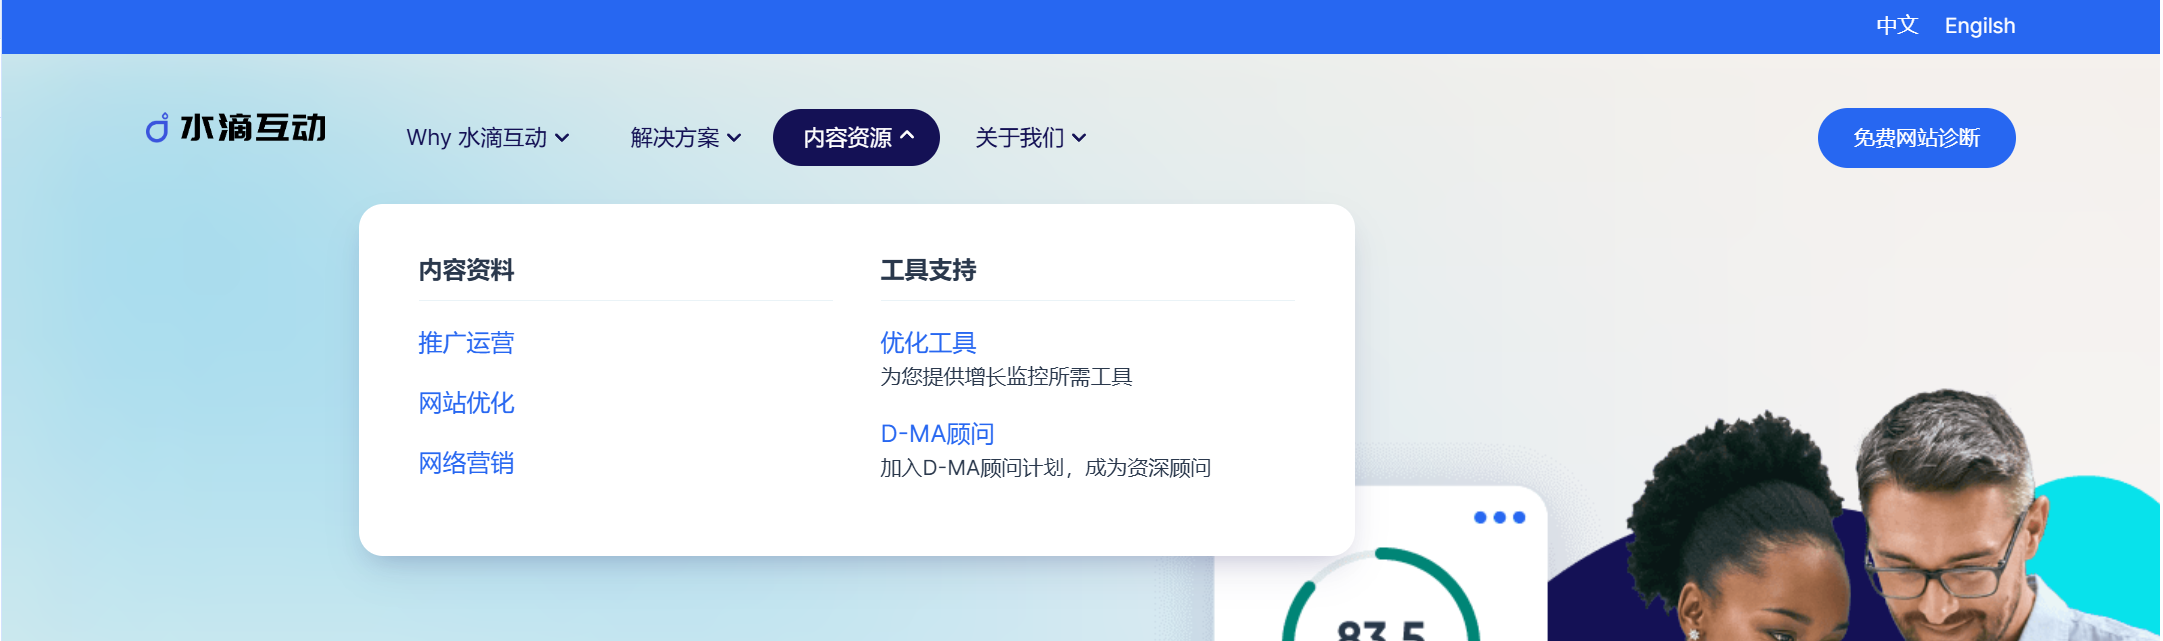 中文 Engilsh
水滴互动 Why 水滴互动 解决方案 内容资源 关于我们 免费网站诊断
内容资料
推广运营
网站优化
网络营销
工具支持
优化工具
为您提供增长监控所需工具
D-MA顾问
加入D-MA顾问计划，成为资深顾问
83.5